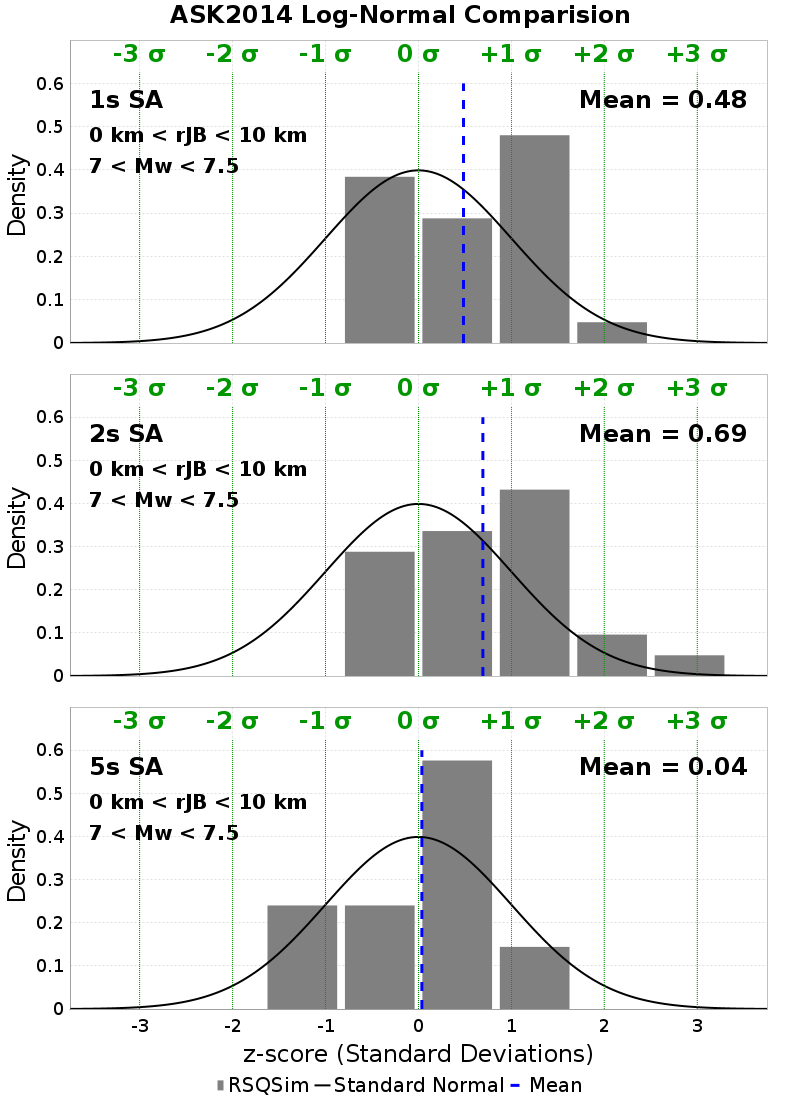 ASK2014 Log-Normal Comparision
-3 σ -2 σ -1 σ 0 σ +1 σ +2 σ +3 σ
1s SA Mean = 0.48
0 km < rJB < 10 km
7 < Mw < 7.5
Density
0.6
0.5
0.4
0.3
0.2
0.1
0
-3 σ -2 σ -1 σ 0 σ +1 σ +2 σ +3 σ
2s SA Mean = 0.69
0 km < rJB < 10 km
7 < Mw < 7.5
Density
0.6
0.5
0.4
0.3
0.2
0.1
0
-3 σ -2 σ -1 σ 0 σ +1 σ +2 σ +3 σ
5s SA Mean = 0.04
0 km < rJB < 10 km
7 < Mw < 7.5
Density
0.6
0.5
0.4
0.3
0.2
0.1
0
-3 -2 -1 0 1 2 3
z-score (Standard Deviations)
RSQSim Standard Normal Mean